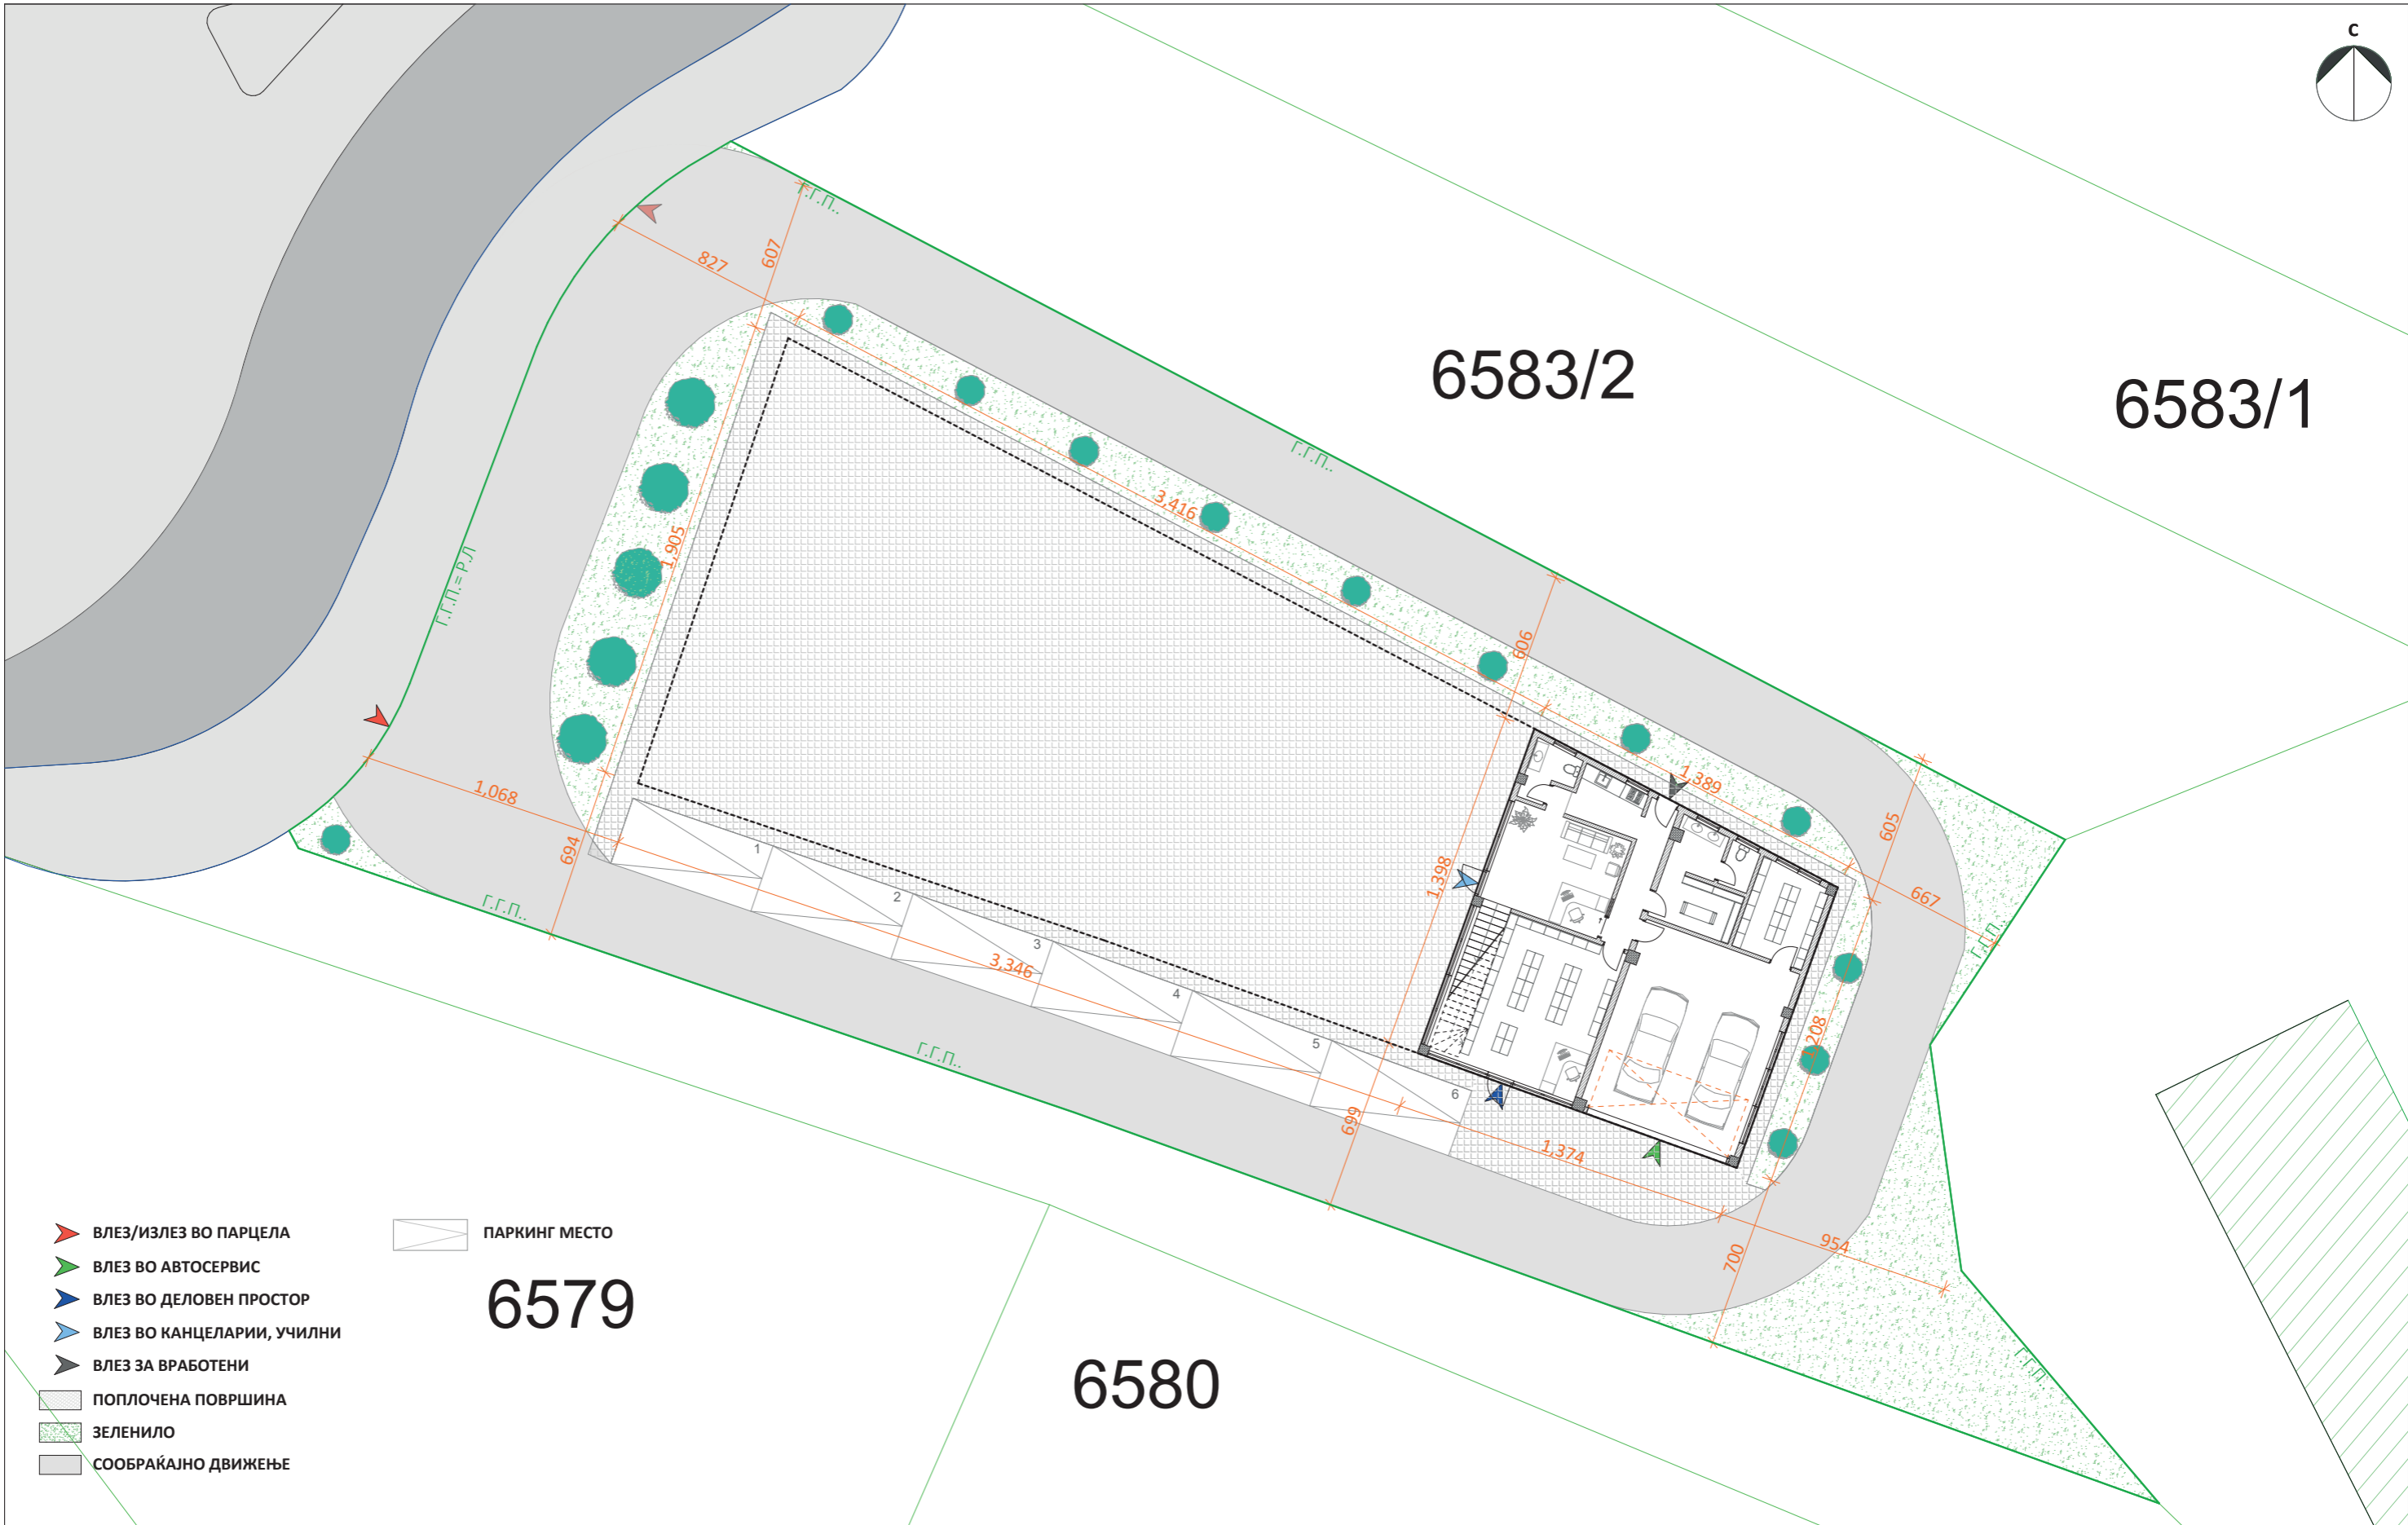 С
Г.Г.П..
607
827
6583/2
6583/1
Г.Г.П..
3,416
1,905
Г.Г.П.= Р.Л
606
1,389
1,068
694
1
605
1,398
2
667
Г.Г.П..
Г.Г.П..
3
3,346
4
5
1,208
Г.Г.П..
6
699
1,374
954
700
Г.Г.П..
ВЛЕЗ/ИЗЛЕЗ ВО ПАРЦЕЛА
ПАРКИНГ МЕСТО
ВЛЕЗ ВО АВТОСЕРВИС
ВЛЕЗ ВО ДЕЛОВЕН ПРОСТОР
ВЛЕЗ ВО КАНЦЕЛАРИИ, УЧИЛНИ
ВЛЕЗ ЗА ВРАБОТЕНИ
ПОПЛОЧЕНА ПОВРШИНА
ЗЕЛЕНИЛО
СООБРАЌАЈНО ДВИЖЕЊЕ
6579
6580